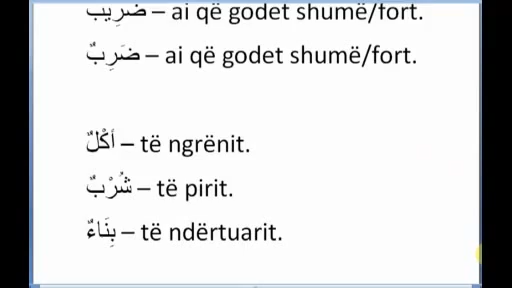 ضَرِيبٌ – ai që godet shumë/fort.
ضَرِبٌ – ai që godet shumë/fort.
أَكْلٌ – të ngrënit.
شُرْبٌ – të pirit.
بِنَاءٌ – të ndërtuarit.